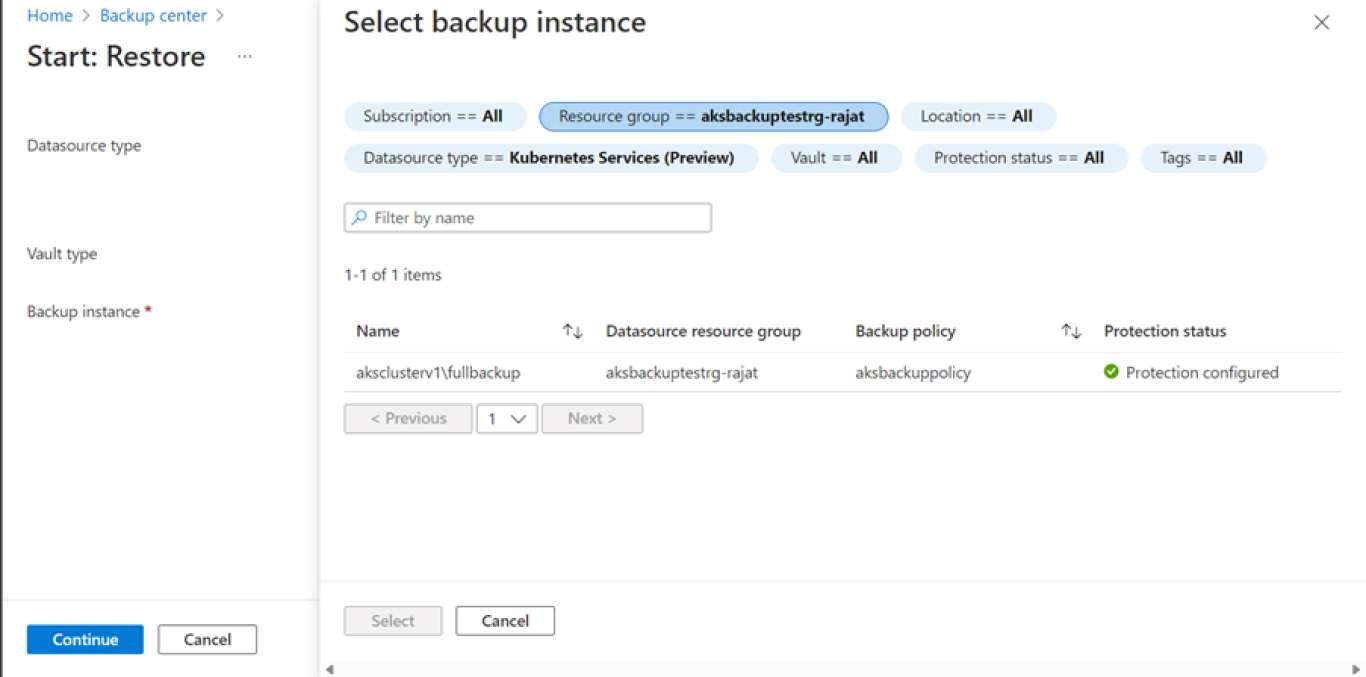 Home > Backup center >
Start: Restore ...
Datasource type
Vault type
Backup instance *
Continue Cancel
Select backup instance
Subscription == All Resource group == aksbackuptestrg-rajat Location == All
Datasource type == Kubernetes Services (Preview) Vault == All Protection status == All Tags == All
Filter by name
1-1 of 1 items
Name Datasource resource group Backup policy Protection status
aksclusterv1\fullbackup aksbackuptestrg-rajat aksbackuppolicy Protection configured
< Previous 1 Next >
Select Cancel